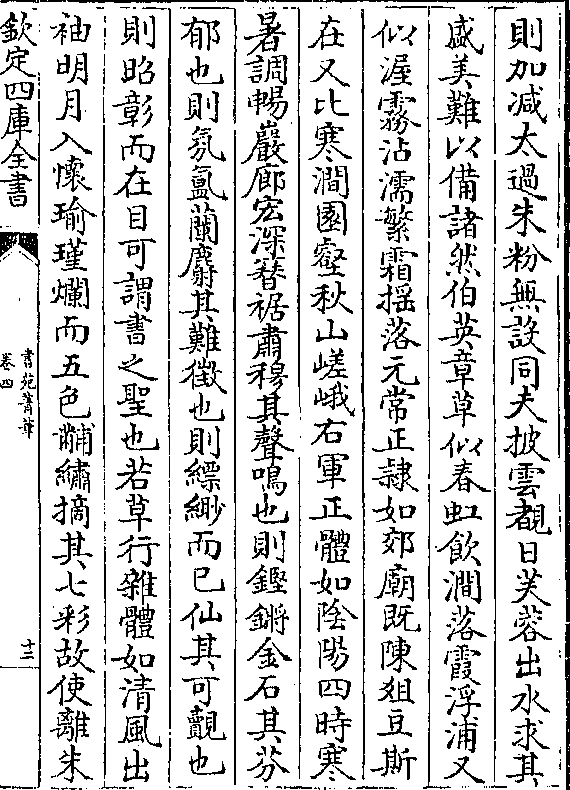 則加減太過朱粉無設同夫披雲覩日芙蓉出水求其
盛美難以備諸然伯英章草似春虹飲澗落霞浮浦又
似渥霧沾濡繁霜揺落元常正隸如郊廟既陳爼豆斯
在又比寒澗䦛壑秋山嵯峨右軍正體如陰陽四時寒
暑調暢巖廊宏深簪裾肅穆其聲鳴也則鏗鏘金石其芬
郁也則氛氲蘭麝其難徴也則縹緲而已仙其可覿也
則昭彰而在目可謂書之聖也若草行雜體如清風出
袖明月入懷瑜瑾爛而五色黼繡摛其七彩故使離朱
欽定四庫全書
書苑菁華
卷四
十二